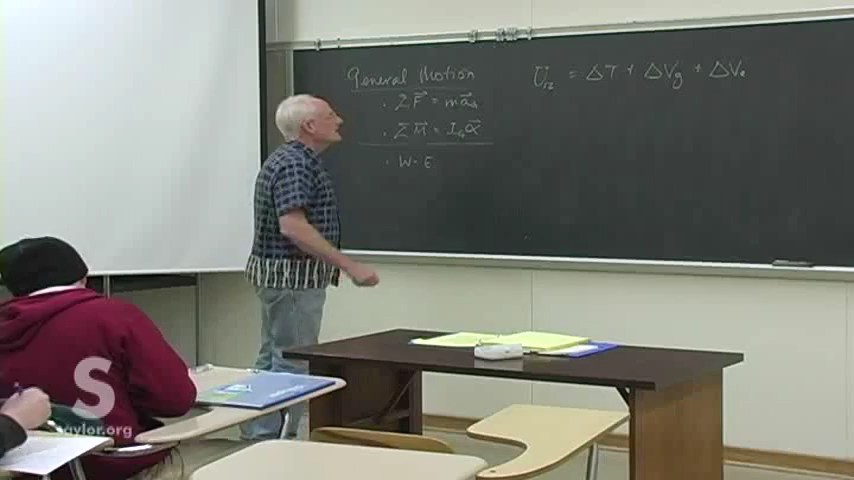 General Motion
· ΣF⃗ = ma⃗G
· ΣM⃗ = IGα⃗
· W-E
U12 = ΔT + ΔVg + ΔVe
S
saylor.org